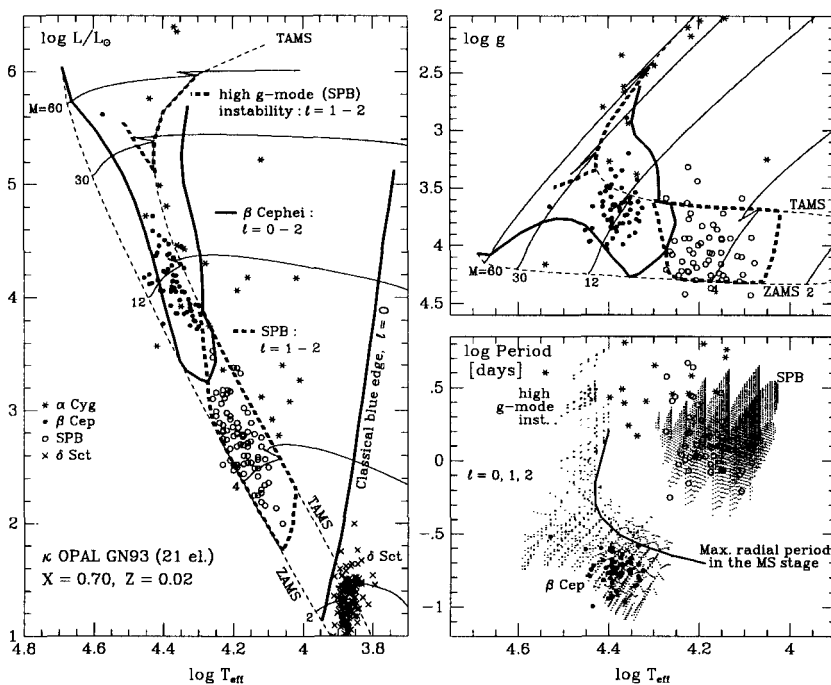 log L/L⊙
6
5
4
3
2
1
TAMS
M=60
high g-mode (SPB)
instability : ℓ = 1 − 2
30
β Cephei :
ℓ = 0 − 2
12
SPB :
ℓ = 1 − 2
Classical blue edge, ℓ = 0
∗ α Cyg
• β Cep
○ SPB
× δ Sct
4
TAMS
ZAMS
δ Sct
2
κ OPAL GN93 (21 el.)
X = 0.70, Z = 0.02
4.8 4.6 4.4 4.2 4 3.8
log Teff
2
2.5
3.0
3.5
4.0
4.5
log g
TAMS
M=60
30
12
4
ZAMS 2
log Period
[days]
.5
0
-.5
-1
high
g-mode
inst.
SPB
ℓ = 0, 1, 2
Max. radial period
in the MS stage
β Cep
4.6 4.4 4.2 4
log Teff